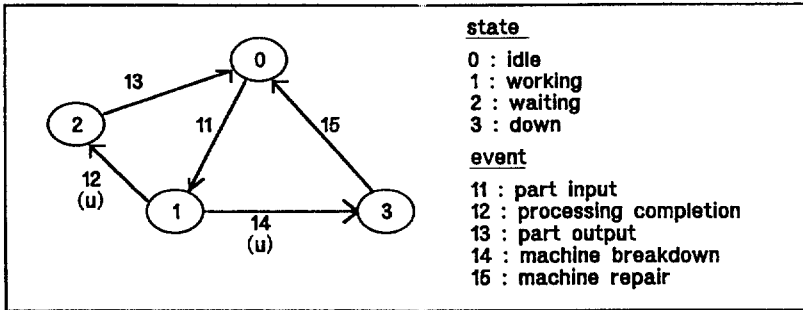 state
0 : idle
1 : working
2 : waiting
3 : down
event
11 : part input
12 : processing completion
13 : part output
14 : machine breakdown
15 : machine repair
0
13
2
11
15
12
(u)
1
14
(u)
3